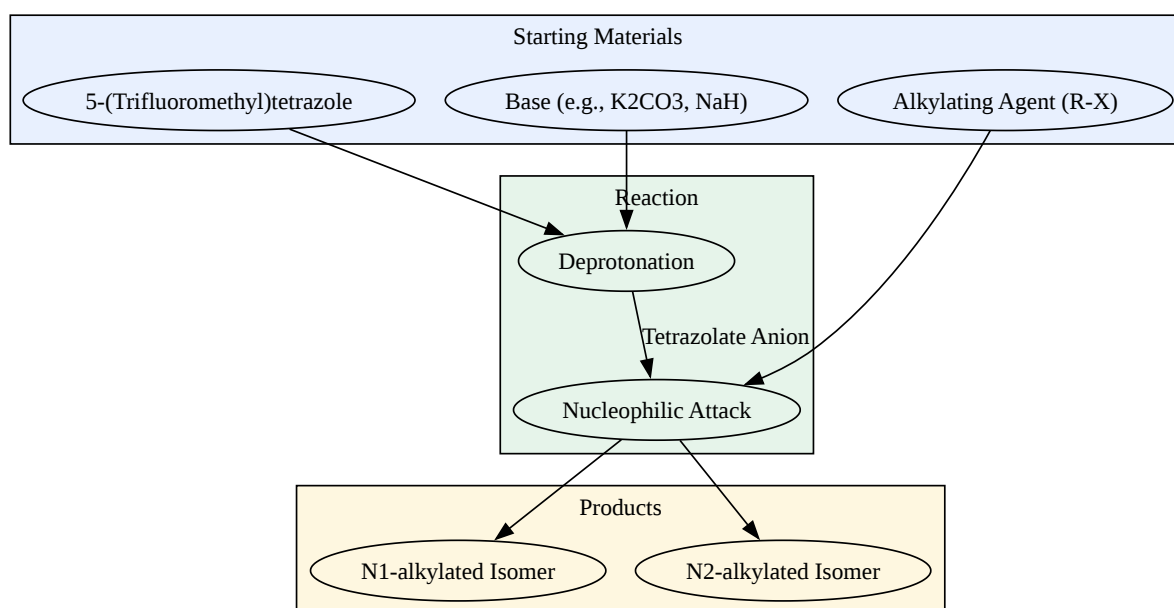 Starting Materials
5-(Trifluoromethyl)tetrazole
Base (e.g., K2CO3, NaH)
Alkylating Agent (R-X)
Reaction
Deprotonation
Tetrazolate Anion
Nucleophilic Attack
Products
N1-alkylated Isomer
N2-alkylated Isomer